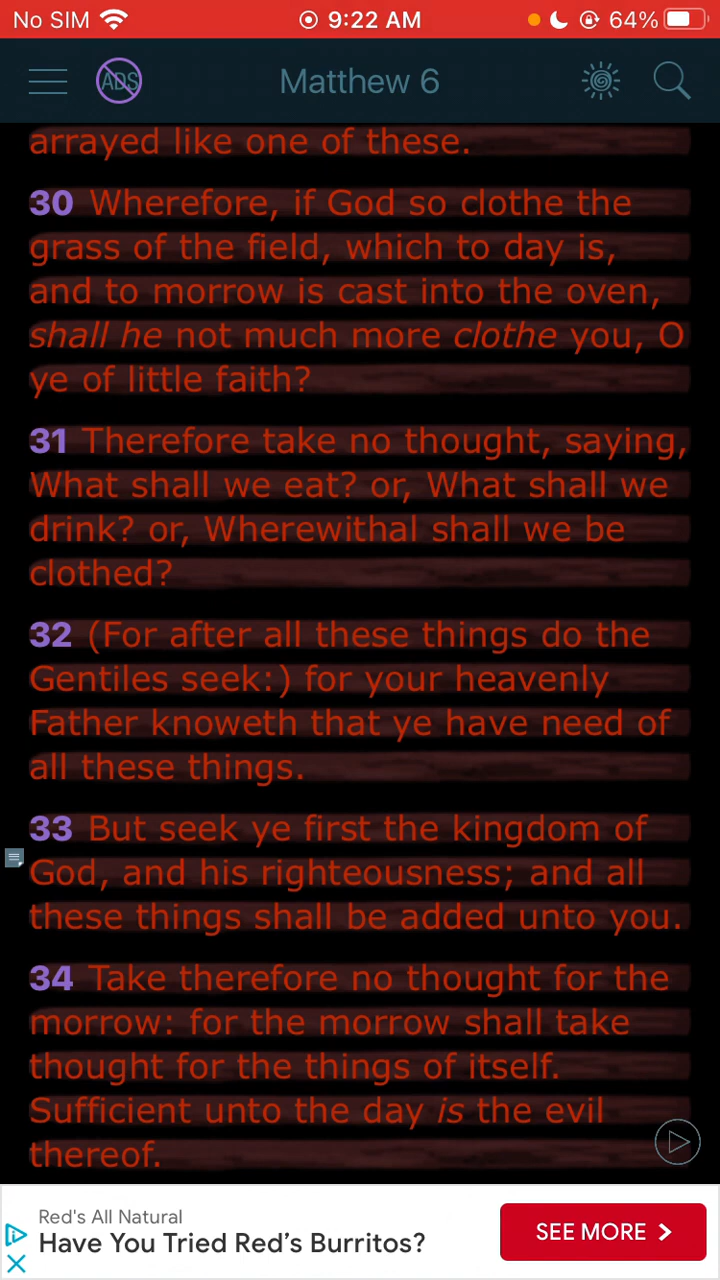 No SIM 9:22 AM 64%
ADS Matthew 6
arrayed like one of these.
30 Wherefore, if God so clothe the
grass of the field, which to day is,
and to morrow is cast into the oven,
shall he not much more clothe you, O
ye of little faith?
31 Therefore take no thought, saying,
What shall we eat? or, What shall we
drink? or, Wherewithal shall we be
clothed?
32 (For after all these things do the
Gentiles seek:) for your heavenly
Father knoweth that ye have need of
all these things.
33 But seek ye first the kingdom of
God, and his righteousness; and all
these things shall be added unto you.
34 Take therefore no thought for the
morrow: for the morrow shall take
thought for the things of itself.
Sufficient unto the day is the evil
thereof.
Red's All Natural
Have You Tried Red’s Burritos?
SEE MORE